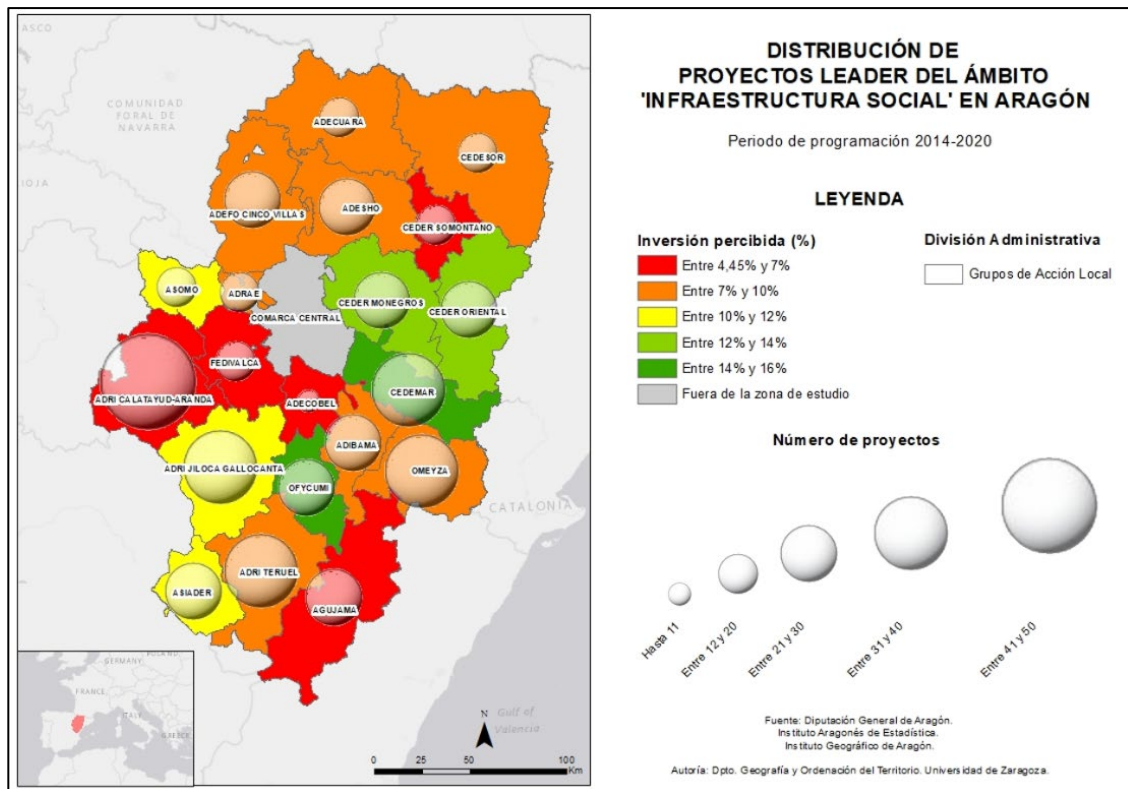 ASCO
COMUNIDAD
FORAL DE
NAVARRA
IOJA
ADECUARA
CEDESOR
ADEFO CINCO VILLAS
ADESHO
CEDER SOMONTANO
ASOMO
ADRAE
CEDER MONEGROS
CEDER ORIENTAL
COMARCA CENTRAL
FEDIVALCA
ADRI CALATAYUD-ARANDA
ADECOBEL
CEDEMAR
ADIBAMA
ADRI JILOCA GALLOCANTA
OMEYZA
OFYCUMI
CATALONIA
ADRI TERUEL
ASIADER
AGUJAMA
POLAND
GERMANY
FRANCE
ITALY
GREECE
Gulf of
Valencia
N
0 25 50 100
Km
DISTRIBUCIÓN DE
PROYECTOS LEADER DEL ÁMBITO
'INFRAESTRUCTURA SOCIAL' EN ARAGÓN
Periodo de programación 2014-2020
LEYENDA
Inversión percibida (%)
Entre 4,45% y 7%
Entre 7% y 10%
Entre 10% y 12%
Entre 12% y 14%
Entre 14% y 16%
Fuera de la zona de estudio
División Administrativa
Grupos de Acción Local
Número de proyectos
Hasta 11
Entre 12 y 20
Entre 21 y 30
Entre 31 y 40
Entre 41 y 50
Fuente: Diputación General de Aragón.
Instituto Aragonés de Estadística.
Instituto Geográfico de Aragón.
Autoría: Dpto. Geografía y Ordenación del Territorio. Universidad de Zaragoza.